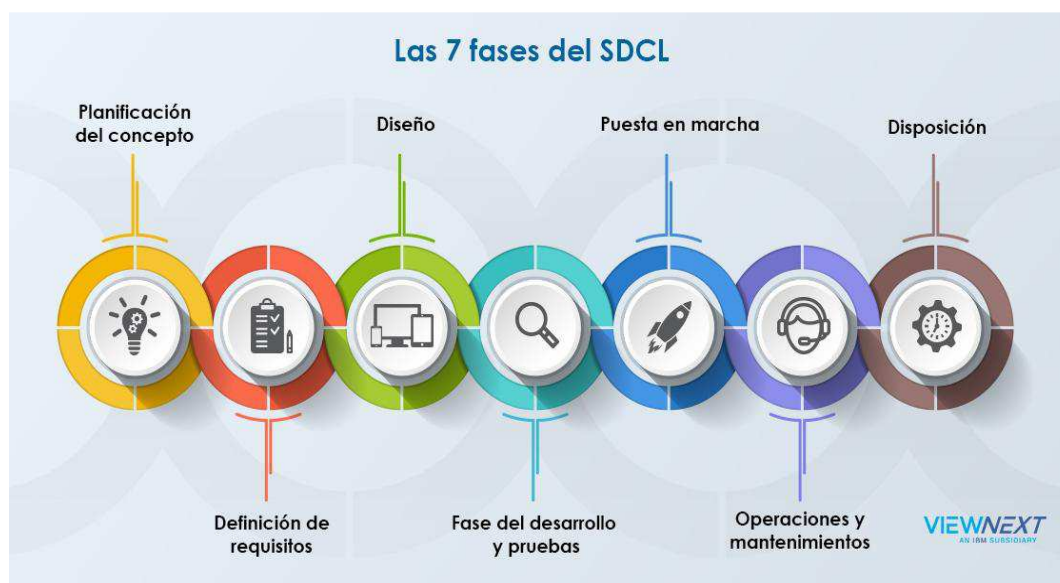 Las 7 fases del SDCL
Planificación
del concepto
Diseño
Puesta en marcha
Disposición
Definición de
requisitos
Fase del desarrollo
y pruebas
Operaciones y
mantenimientos
VIEWNEXT
AN IBM SUBSIDIARY